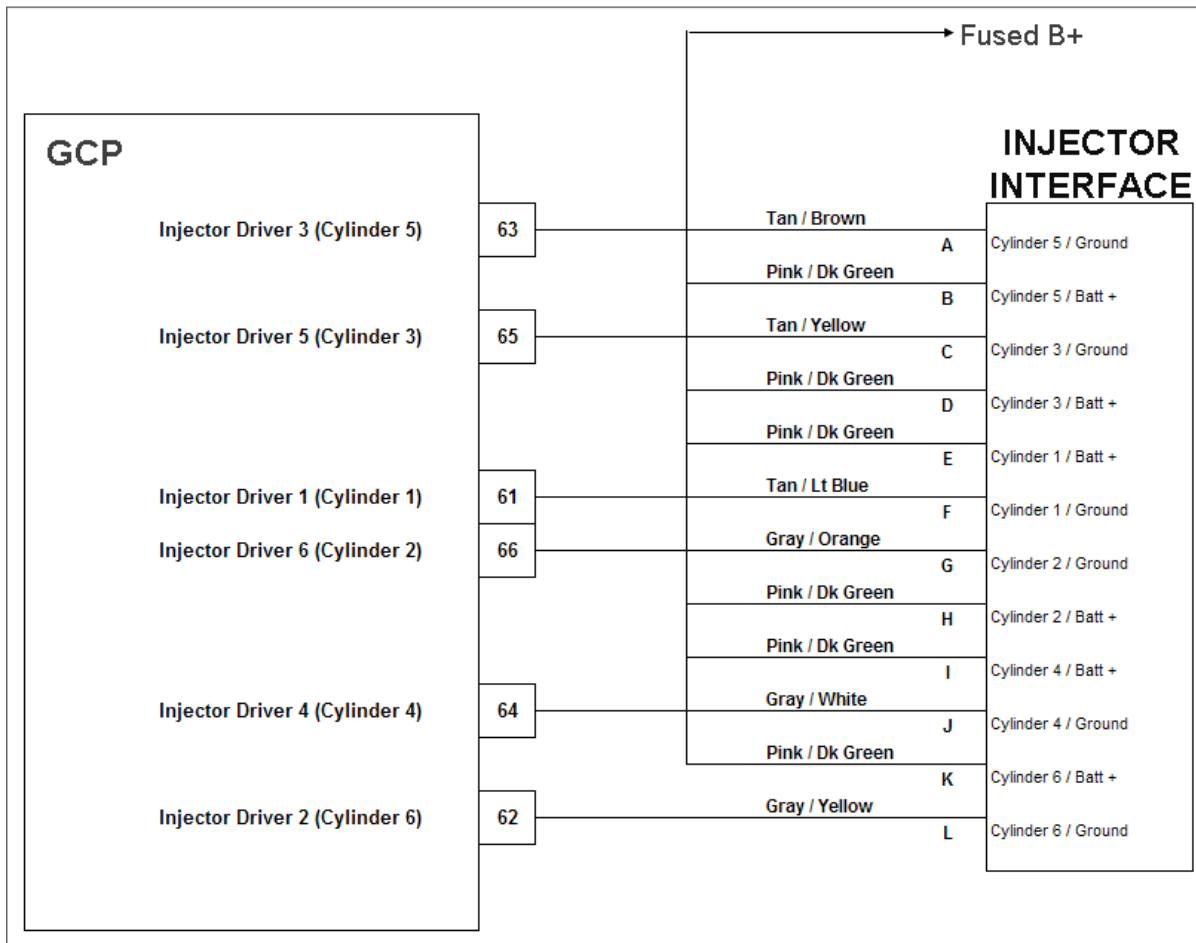 Fused B+
GCP
INJECTOR
INTERFACE
Injector Driver 3 (Cylinder 5) 63 Tan / Brown
A Cylinder 5 / Ground
Pink / Dk Green
B Cylinder 5 / Batt +
Injector Driver 5 (Cylinder 3) 65 Tan / Yellow
C Cylinder 3 / Ground
Pink / Dk Green
D Cylinder 3 / Batt +
Pink / Dk Green
E Cylinder 1 / Batt +
Injector Driver 1 (Cylinder 1) 61 Tan / Lt Blue
F Cylinder 1 / Ground
Injector Driver 6 (Cylinder 2) 66 Gray / Orange
G Cylinder 2 / Ground
Pink / Dk Green
H Cylinder 2 / Batt +
Pink / Dk Green
I Cylinder 4 / Batt +
Injector Driver 4 (Cylinder 4) 64 Gray / White
J Cylinder 4 / Ground
Pink / Dk Green
K Cylinder 6 / Batt +
Injector Driver 2 (Cylinder 6) 62 Gray / Yellow
L Cylinder 6 / Ground